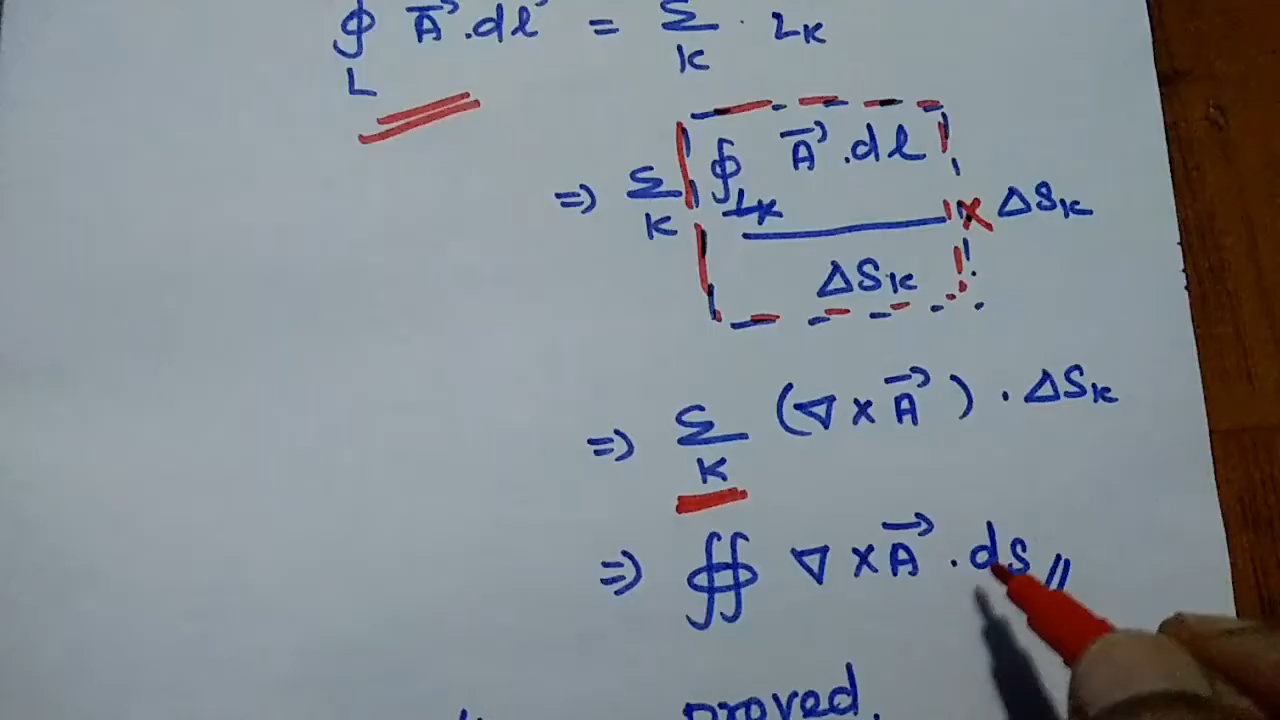 ∮ A⃗ . dl = Σ . LK
L K
=> Σ ∮ A⃗ . dl × ΔSK
K LK
ΔSK
=> Σ (∇ × A⃗) . ΔSK
K
=> ∯ ∇ × A⃗ . ds //
proved.